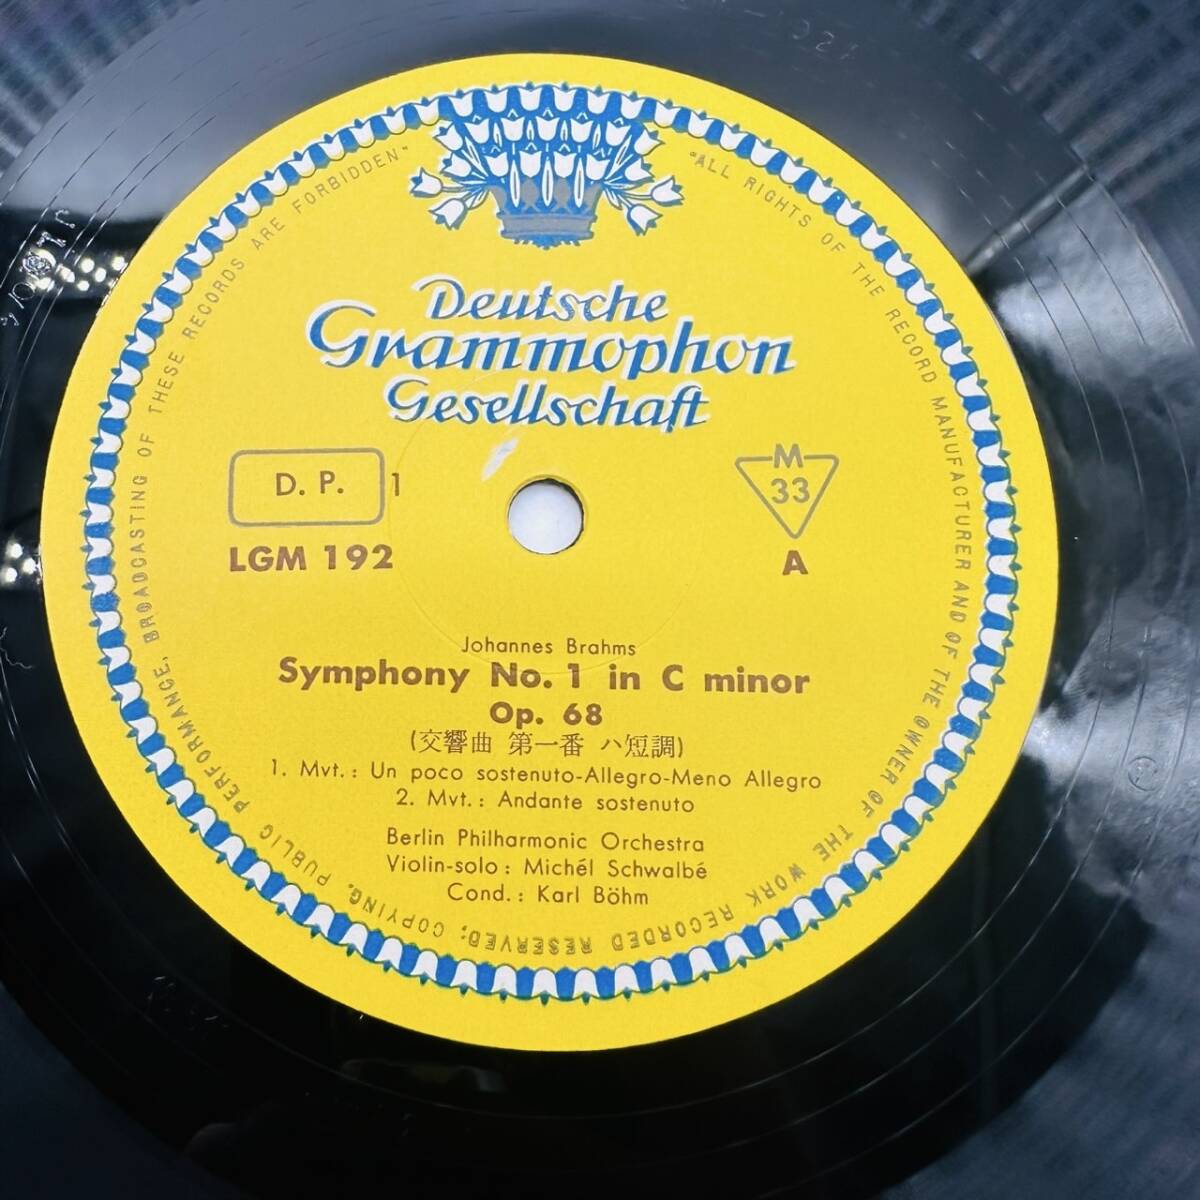 "ALL RIGHTS OF THE RECORD MANUFACTURER AND OF THE OWNER OF THE WORK RECORDED RESERVED; COPYING, PUBLIC PERFORMANCE, BROADCASTING OF THESE RECORDS ARE FORBIDDEN"
Deutsche
Grammophon
Gesellschaft
D. P. 1
M
33
LGM 192
A
Johannes Brahms
Symphony No. 1 in C minor
Op. 68
(交響曲 第一番 ハ短調)
1. Mvt.: Un poco sostenuto-Allegro-Meno Allegro
2. Mvt.: Andante sostenuto
Berlin Philharmonic Orchestra
Violin-solo: Michél Schwalbé
Cond.: Karl Böhm